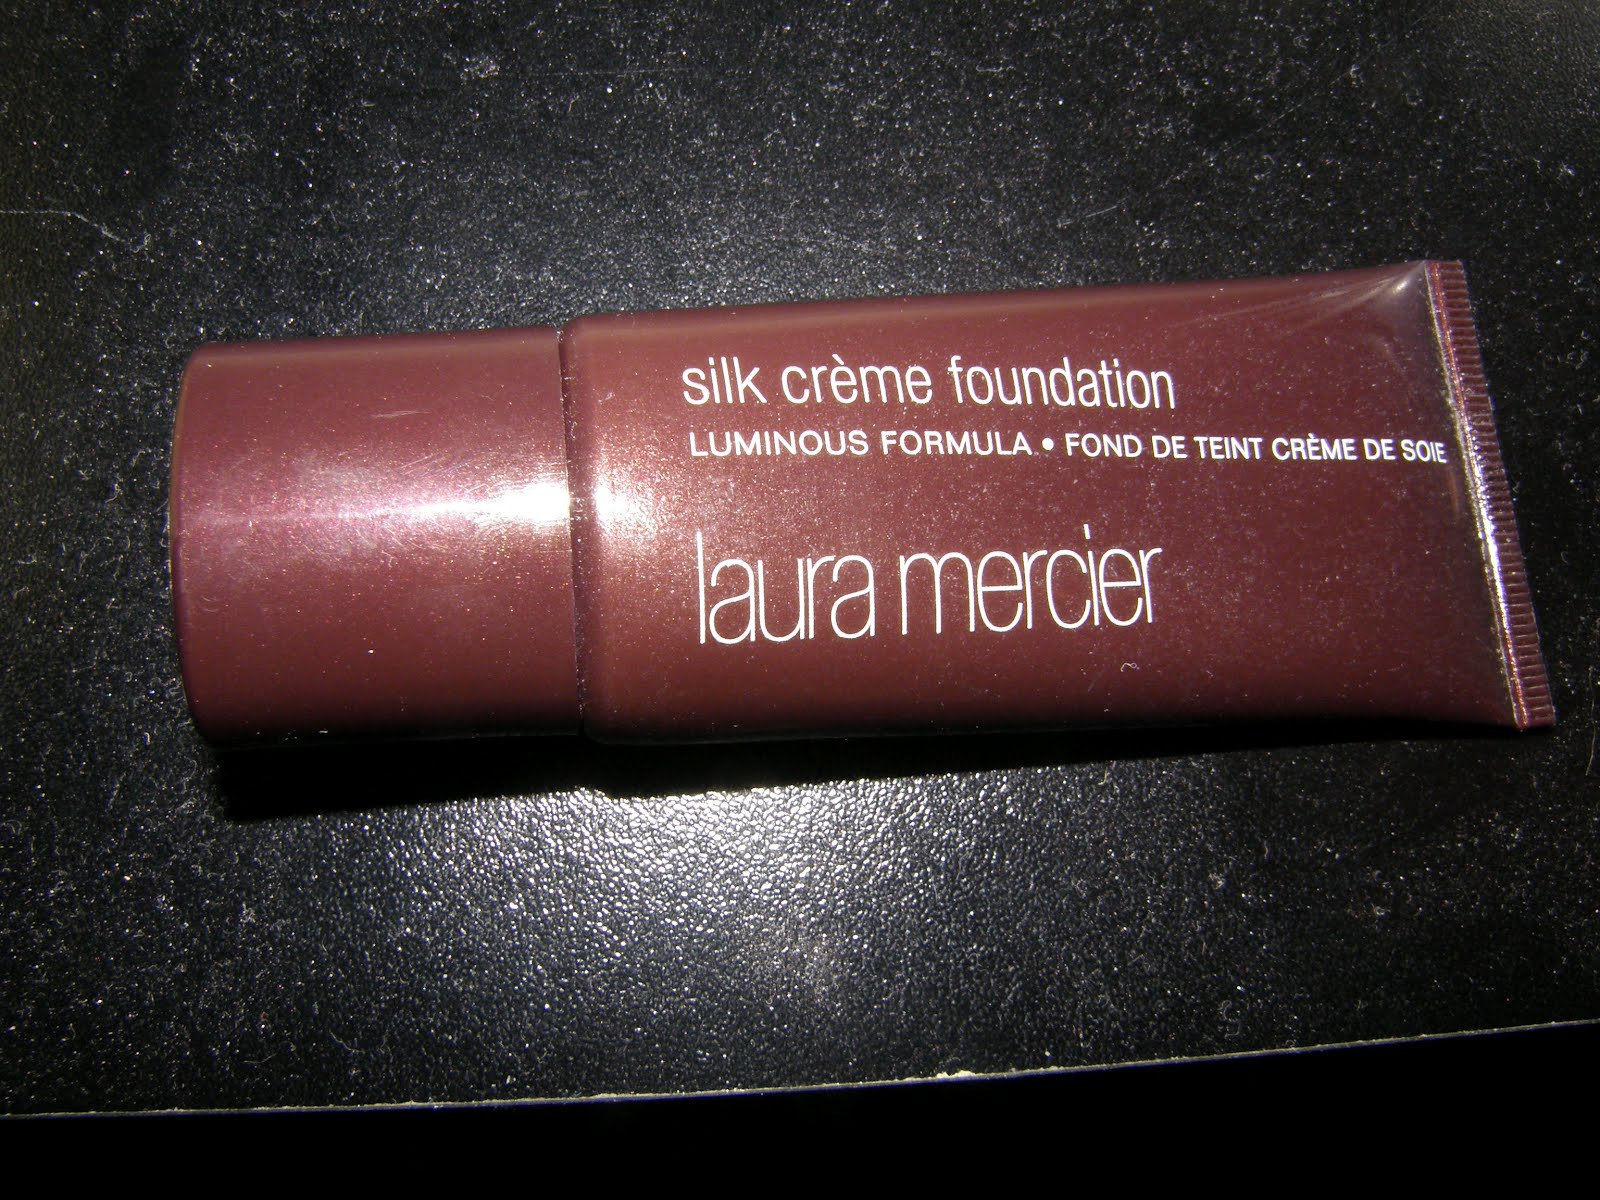 silk crème foundation
LUMINOUS FORMULA • FOND DE TEINT CRÈME DE SOIE
laura mercier